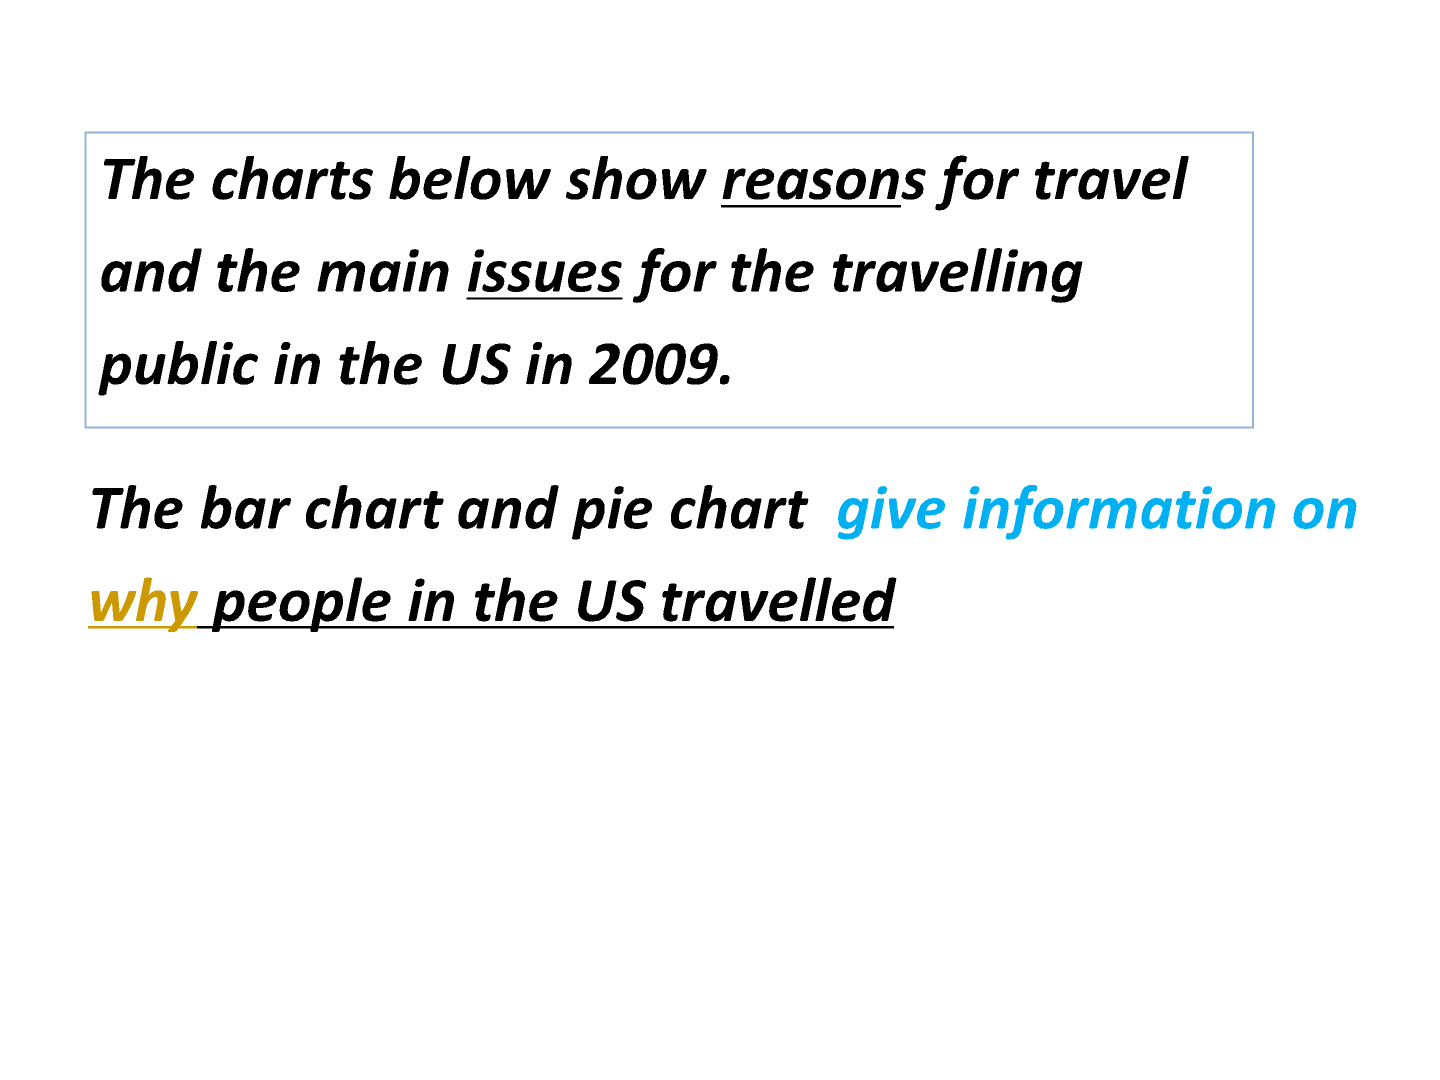 The charts below show reasons for travel
and the main issues for the travelling
public in the US in 2009.
The bar chart and pie chart give information on
why people in the US travelled